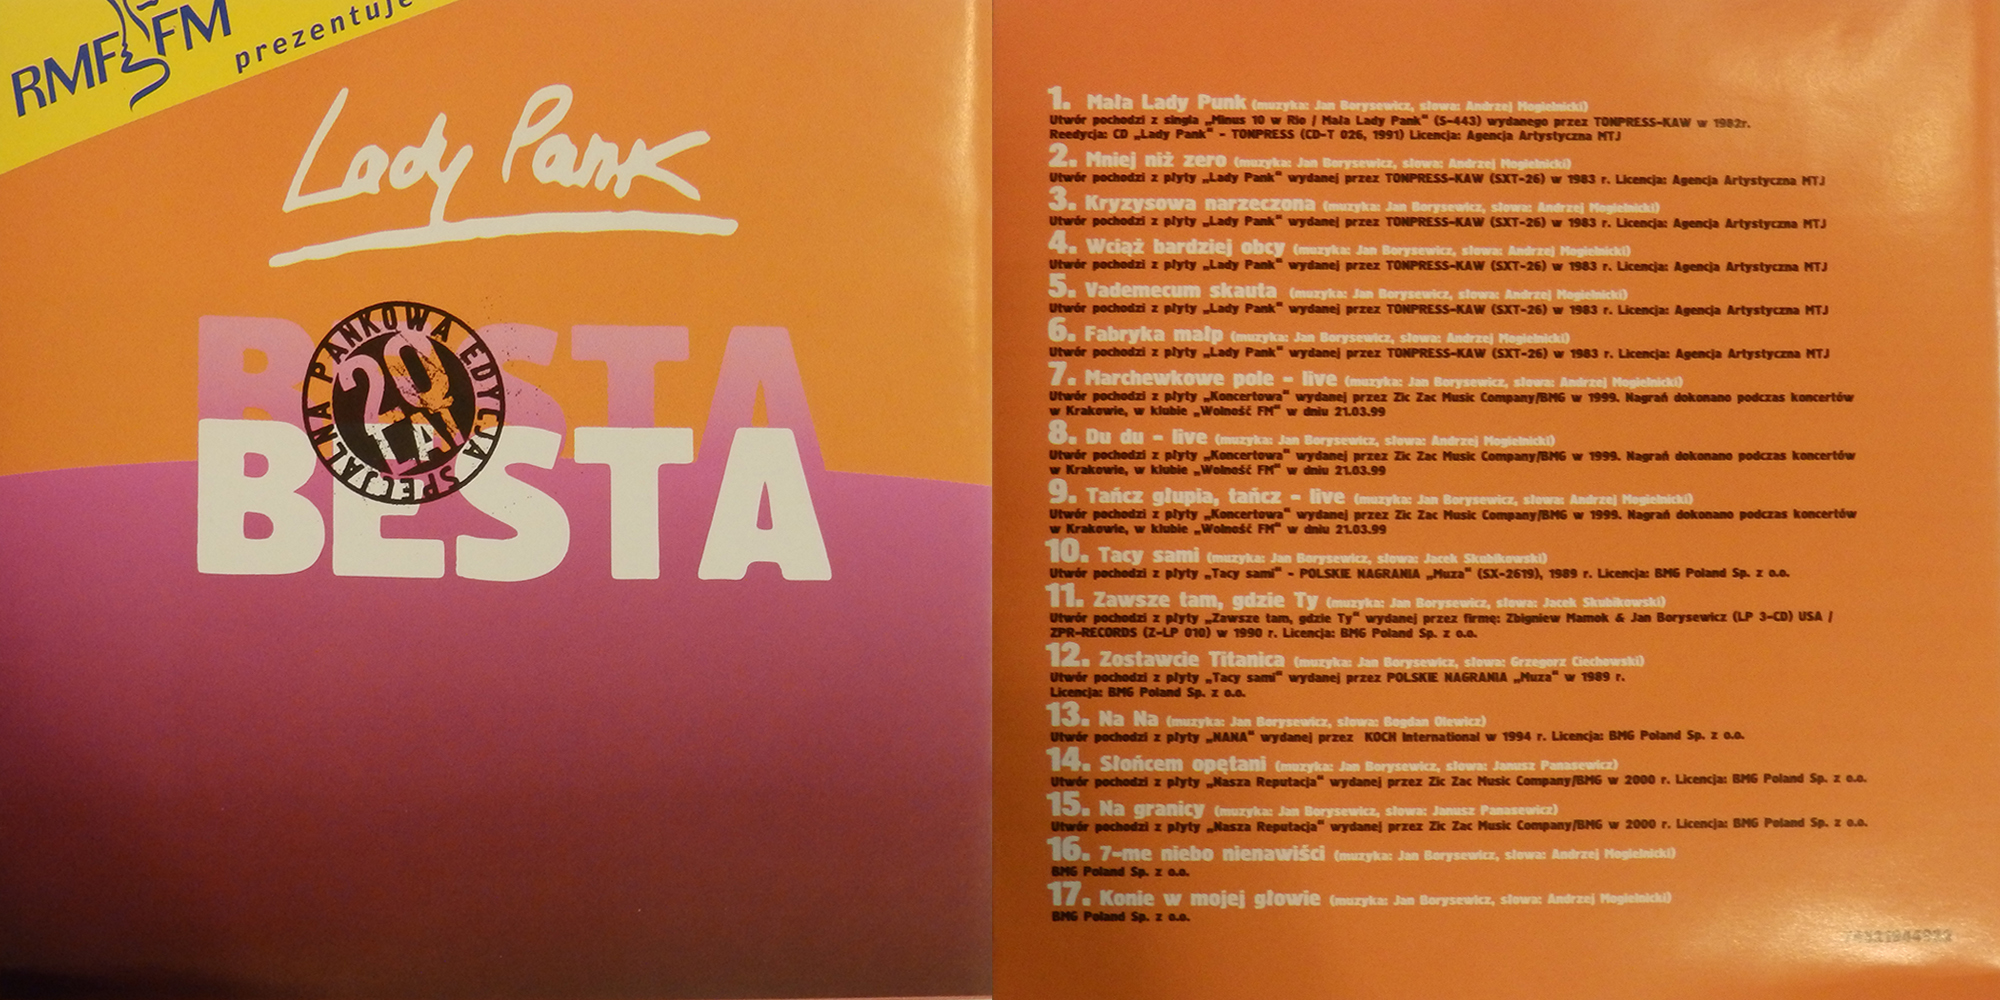 RMF FM
prezentuje
Lady Pank
BESTA
BESTA
SPECJALNA PANKOWA EDYCJA
20
LAT
1. Mała Lady Punk (muzyka: Jan Borysewicz, słowa: Andrzej Mogielnicki)
Utwór pochodzi z singla „Minus 10 w Rio / Mała Lady Pank" (S-443) wydanego przez TONPRESS-KAW w 1982r.
Reedycja: CD „Lady Pank" - TONPRESS (CD-T 026, 1991) Licencja: Agencja Artystyczna MTJ
2. Mniej niż zero (muzyka: Jan Borysewicz, słowa: Andrzej Mogielnicki)
Utwór pochodzi z płyty „Lady Pank" wydanej przez TONPRESS-KAW (SXT-26) w 1983 r. Licencja: Agencja Artystyczna MTJ
3. Kryzysowa narzeczona (muzyka: Jan Borysewicz, słowa: Andrzej Mogielnicki)
Utwór pochodzi z płyty „Lady Pank" wydanej przez TONPRESS-KAW (SXT-26) w 1983 r. Licencja: Agencja Artystyczna MTJ
4. Wciąż bardziej obcy (muzyka: Jan Borysewicz, słowa: Andrzej Mogielnicki)
Utwór pochodzi z płyty „Lady Pank" wydanej przez TONPRESS-KAW (SXT-26) w 1983 r. Licencja: Agencja Artystyczna MTJ
5. Vademecum skauta (muzyka: Jan Borysewicz, słowa: Andrzej Mogielnicki)
Utwór pochodzi z płyty „Lady Pank" wydanej przez TONPRESS-KAW (SXT-26) w 1983 r. Licencja: Agencja Artystyczna MTJ
6. Fabryka małp (muzyka: Jan Borysewicz, słowa: Andrzej Mogielnicki)
Utwór pochodzi z płyty „Lady Pank" wydanej przez TONPRESS-KAW (SXT-26) w 1983 r. Licencja: Agencja Artystyczna MTJ
7. Marchewkowe pole - live (muzyka: Jan Borysewicz, słowa: Andrzej Mogielnicki)
Utwór pochodzi z płyty „Koncertowa" wydanej przez Zic Zac Music Company/BMG w 1999. Nagrań dokonano podczas koncertów
w Krakowie, w klubie „Wolność FM" w dniu 21.03.99
8. Du du - live (muzyka: Jan Borysewicz, słowa: Andrzej Mogielnicki)
Utwór pochodzi z płyty „Koncertowa" wydanej przez Zic Zac Music Company/BMG w 1999. Nagrań dokonano podczas koncertów
w Krakowie, w klubie „Wolność FM" w dniu 21.03.99
9. Tańcz głupia, tańcz - live (muzyka: Jan Borysewicz, słowa: Andrzej Mogielnicki)
Utwór pochodzi z płyty „Koncertowa" wydanej przez Zic Zac Music Company/BMG w 1999. Nagrań dokonano podczas koncertów
w Krakowie, w klubie „Wolność FM" w dniu 21.03.99
10. Tacy sami (muzyka: Jan Borysewicz, słowa: Jacek Skubikowski)
Utwór pochodzi z płyty „Tacy sami" - POLSKIE NAGRANIA „Muza" (SX-2619), 1989 r. Licencja: BMG Poland Sp. z o.o.
11. Zawsze tam, gdzie Ty (muzyka: Jan Borysewicz, słowa: Jacek Skubikowski)
Utwór pochodzi z płyty „Zawsze tam, gdzie Ty" wydanej przez firmę: Zbigniew Mamok & Jan Borysewicz (LP 3-CD) USA /
ZPR-RECORDS (Z-LP 010) w 1990 r. Licencja: BMG Poland Sp. z o.o.
12. Zostawcie Titanica (muzyka: Jan Borysewicz, słowa: Grzegorz Ciechowski)
Utwór pochodzi z płyty „Tacy sami" wydanej przez POLSKIE NAGRANIA „Muza" w 1989 r.
Licencja: BMG Poland Sp. z o.o.
13. Na Na (muzyka: Jan Borysewicz, słowa: Bogdan Olewicz)
Utwór pochodzi z płyty „NANA" wydanej przez KOCH International w 1994 r. Licencja: BMG Poland Sp. z o.o.
14. Słońcem opętani (muzyka: Jan Borysewicz, słowa: Janusz Panasewicz)
Utwór pochodzi z płyty „Nasza Reputacja" wydanej przez Zic Zac Music Company/BMG w 2000 r. Licencja: BMG Poland Sp. z o.o.
15. Na granicy (muzyka: Jan Borysewicz, słowa: Janusz Panasewicz)
Utwór pochodzi z płyty „Nasza Reputacja" wydanej przez Zic Zac Music Company/BMG w 2000 r. Licencja: BMG Poland Sp. z o.o.
16. 7-me niebo nienawiści (muzyka: Jan Borysewicz, słowa: Andrzej Mogielnicki)
BMG Poland Sp. z o.o.
17. Konie w mojej głowie (muzyka: Jan Borysewicz, słowa: Andrzej Mogielnicki)
BMG Poland Sp. z o.o.